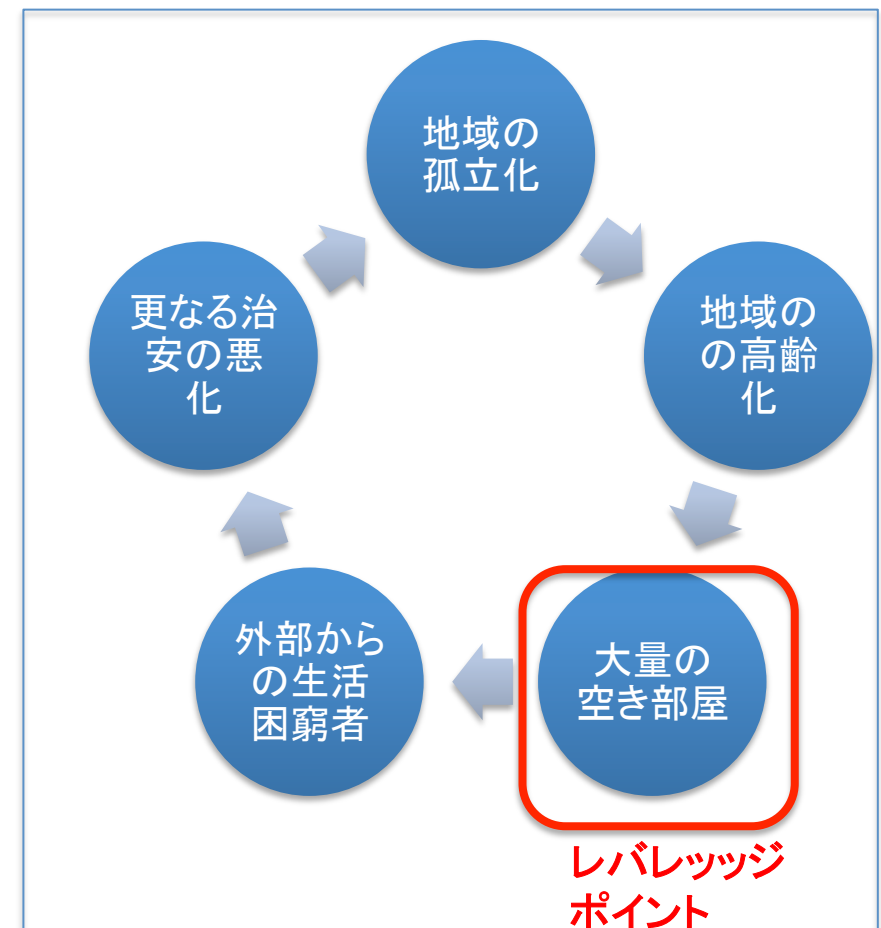 地域の
孤立化
地域の
の高齢
化
大量の
空き部屋
外部から
の生活
困窮者
更なる治
安の悪
化
レバレッッジ
ポイント